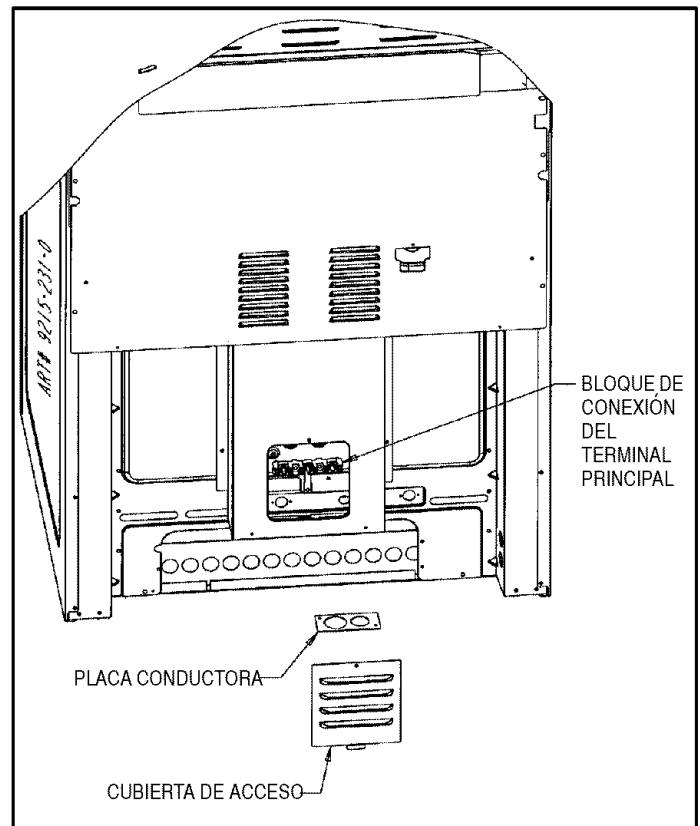 ART# 9215-231-0
BLOQUE DE
CONEXIÓN
DEL
TERMINAL
PRINCIPAL
PLACA CONDUCTORA
CUBIERTA DE ACCESO